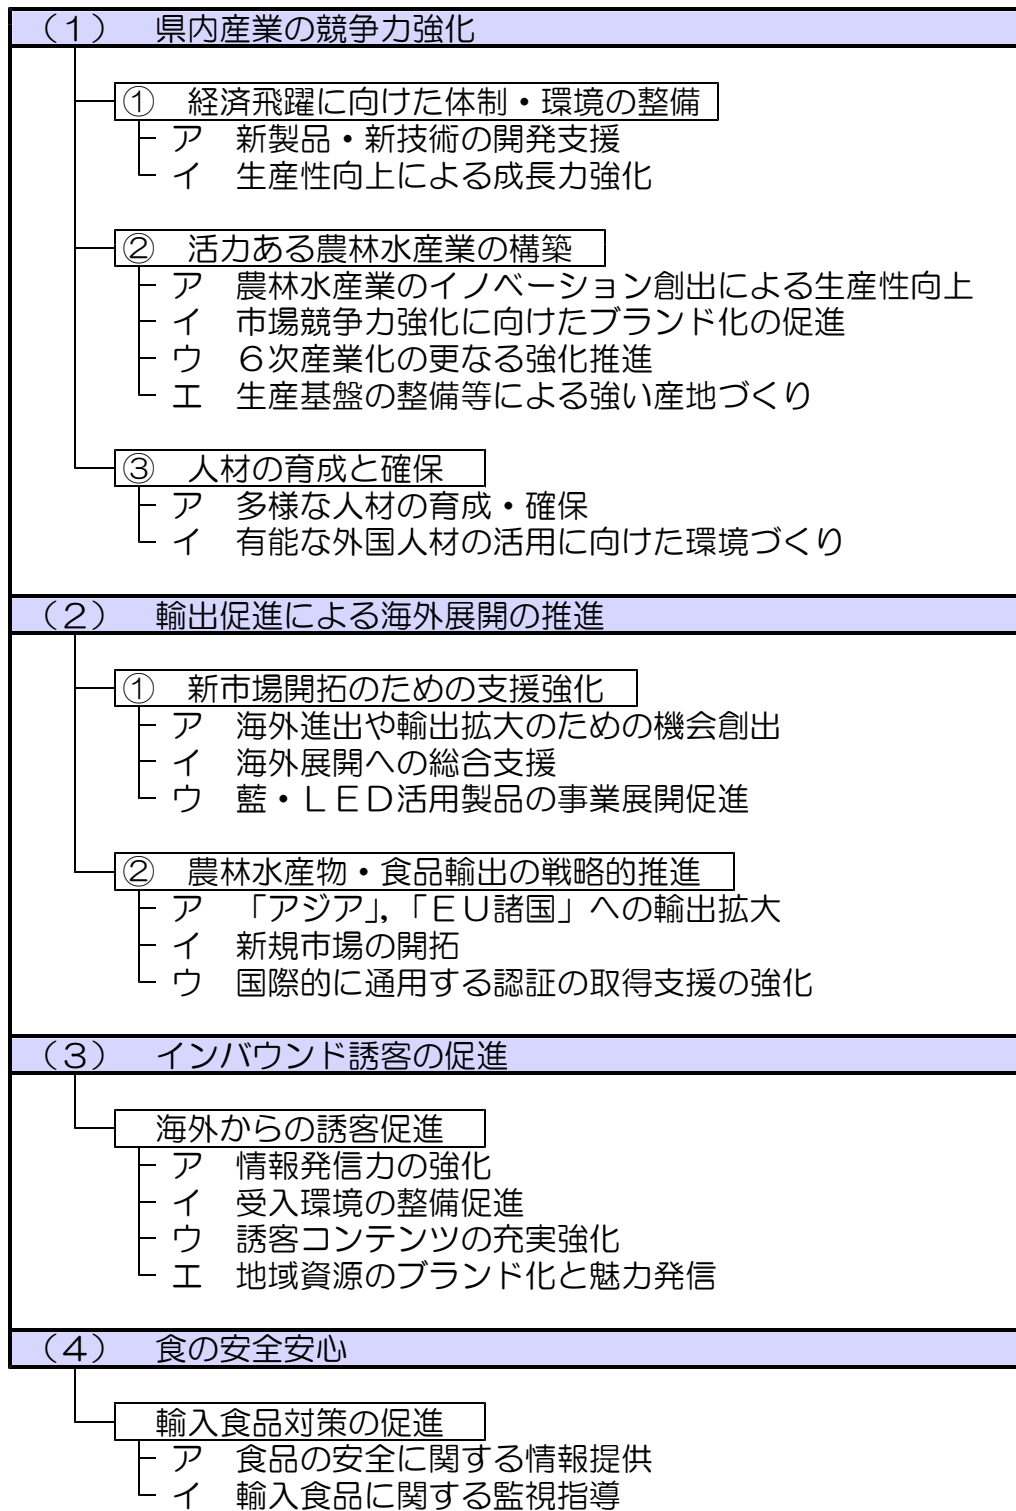 （１）　県内産業の競争力強化
①　経済飛躍に向けた体制・環境の整備
ア　新製品・新技術の開発支援
イ　生産性向上による成長力強化
②　活力ある農林水産業の構築
ア　農林水産業のイノベーション創出による生産性向上
イ　市場競争力強化に向けたブランド化の促進
ウ　６次産業化の更なる強化推進
エ　生産基盤の整備等による強い産地づくり
③　人材の育成と確保
ア　多様な人材の育成・確保
イ　有能な外国人材の活用に向けた環境づくり
（２）　輸出促進による海外展開の推進
①　新市場開拓のための支援強化
ア　海外進出や輸出拡大のための機会創出
イ　海外展開への総合支援
ウ　藍・ＬＥＤ活用製品の事業展開促進
②　農林水産物・食品輸出の戦略的推進
ア　「アジア」，「ＥＵ諸国」への輸出拡大
イ　新規市場の開拓
ウ　国際的に通用する認証の取得支援の強化
（３）　インバウンド誘客の促進
海外からの誘客促進
ア　情報発信力の強化
イ　受入環境の整備促進
ウ　誘客コンテンツの充実強化
エ　地域資源のブランド化と魅力発信
（４）　食の安全安心
輸入食品対策の促進
ア　食品の安全に関する情報提供
イ　輸入食品に関する監視指導